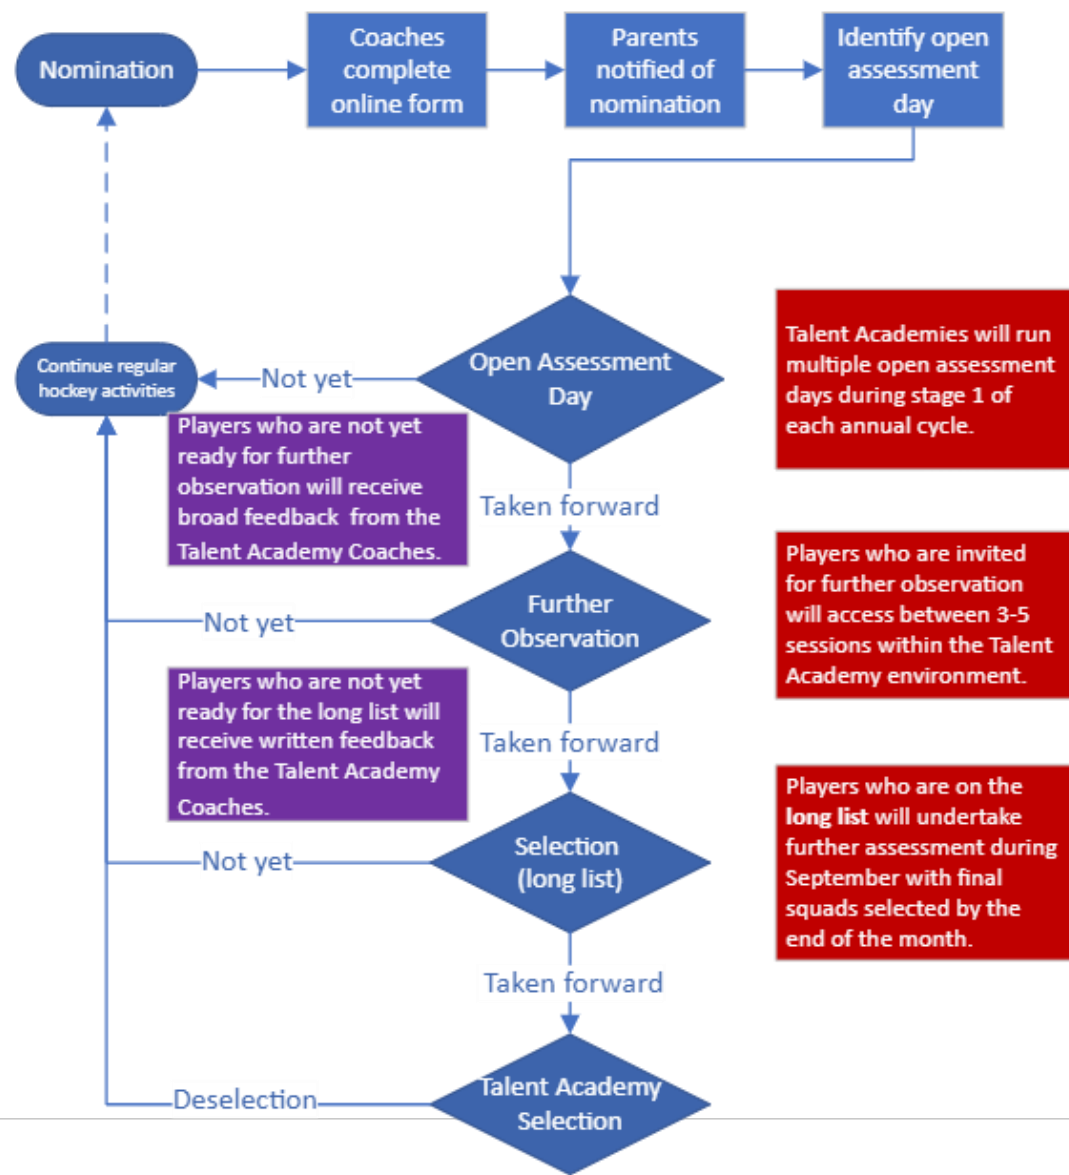 Nomination
Coaches
complete
online form
Parents
notified of
nomination
Identify open
assessment
day
Open Assessment
Day
Not yet
Continue regular
hockey activities
Talent Academies will run
multiple open assessment
days during stage 1 of
each annual cycle.
Players who are not yet
ready for further
observation will receive
broad feedback from the
Talent Academy Coaches.
Taken forward
Further
Observation
Not yet
Players who are invited
for further observation
will access between 3-5
sessions within the Talent
Academy environment.
Players who are not yet
ready for the long list will
receive written feedback
from the Talent Academy
Coaches.
Taken forward
Selection
(long list)
Not yet
Players who are on the
long list will undertake
further assessment during
September with final
squads selected by the
end of the month.
Taken forward
Talent Academy
Selection
Deselection